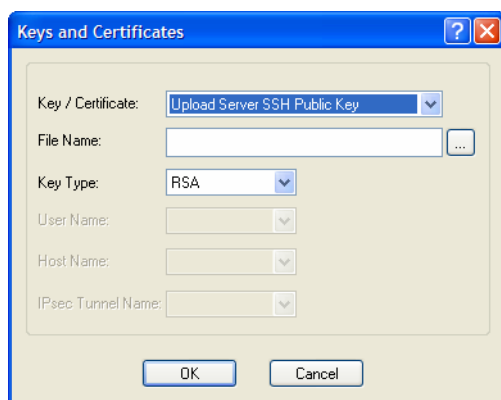 Keys and Certificates
Key / Certificate: Upload Server SSH Public Key
File Name: ...
Key Type: RSA
User Name:
Host Name:
IPsec Tunnel Name:
OK Cancel